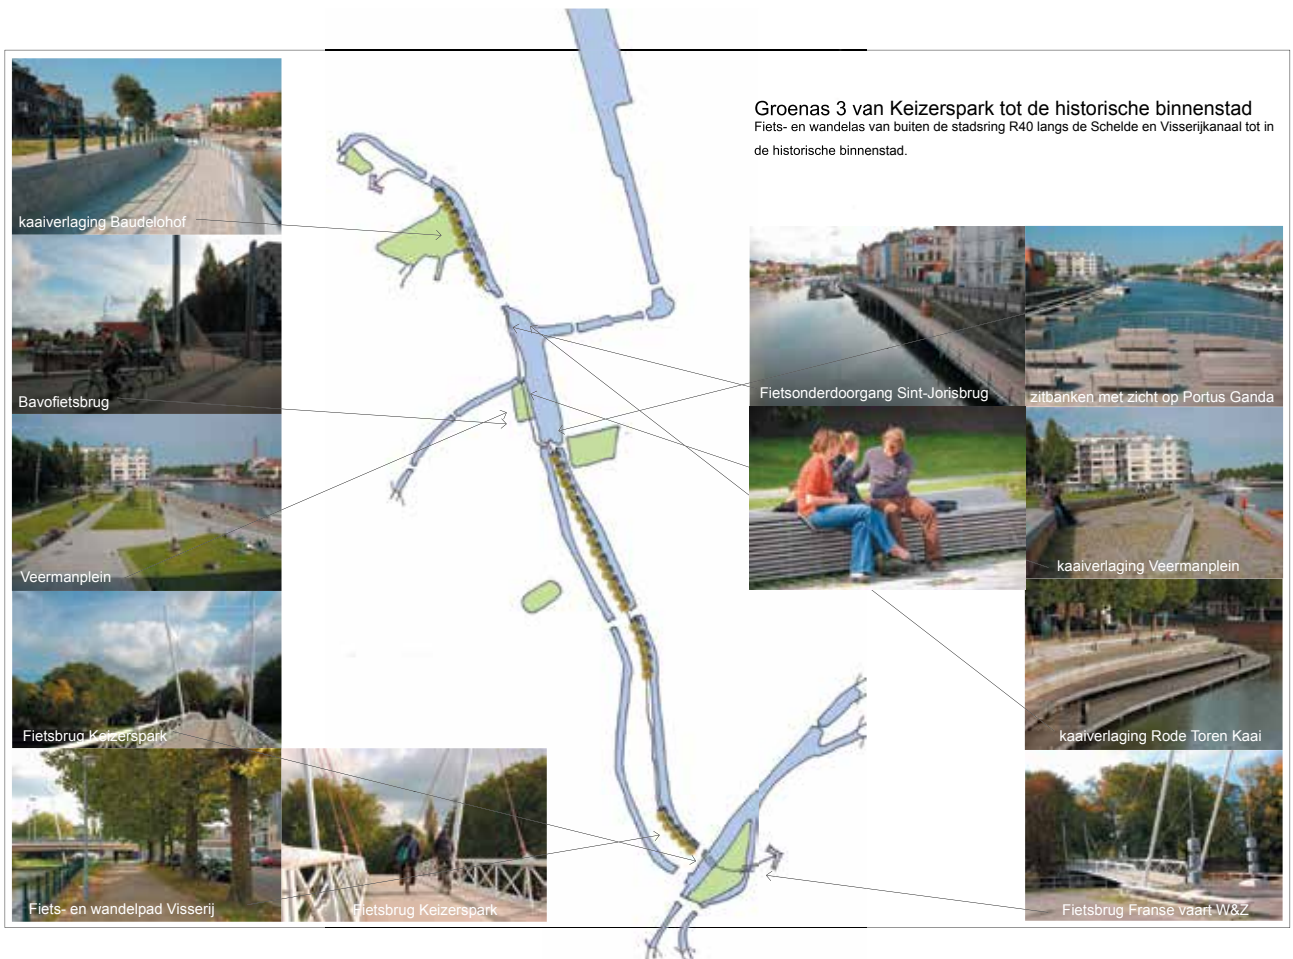 Groenas 3 van Keizerspark tot de historische binnenstad
Fiets- en wandelas van buiten de stadsring R40 langs de Schelde en Visserijkanaal tot in
de historische binnenstad.
kaaiverlaging Baudelohof
Bavofietsbrug
Veermanplein
Fietsbrug Keizerspark
Fiets- en wandelpad Visserij
Fietsbrug Keizerspark
Fietsonderdoorgang Sint-Jorisbrug
zitbanken met zicht op Portus Ganda
kaaiverlaging Veermanplein
kaaiverlaging Rode Toren Kaai
Fietsbrug Franse vaart W&Z